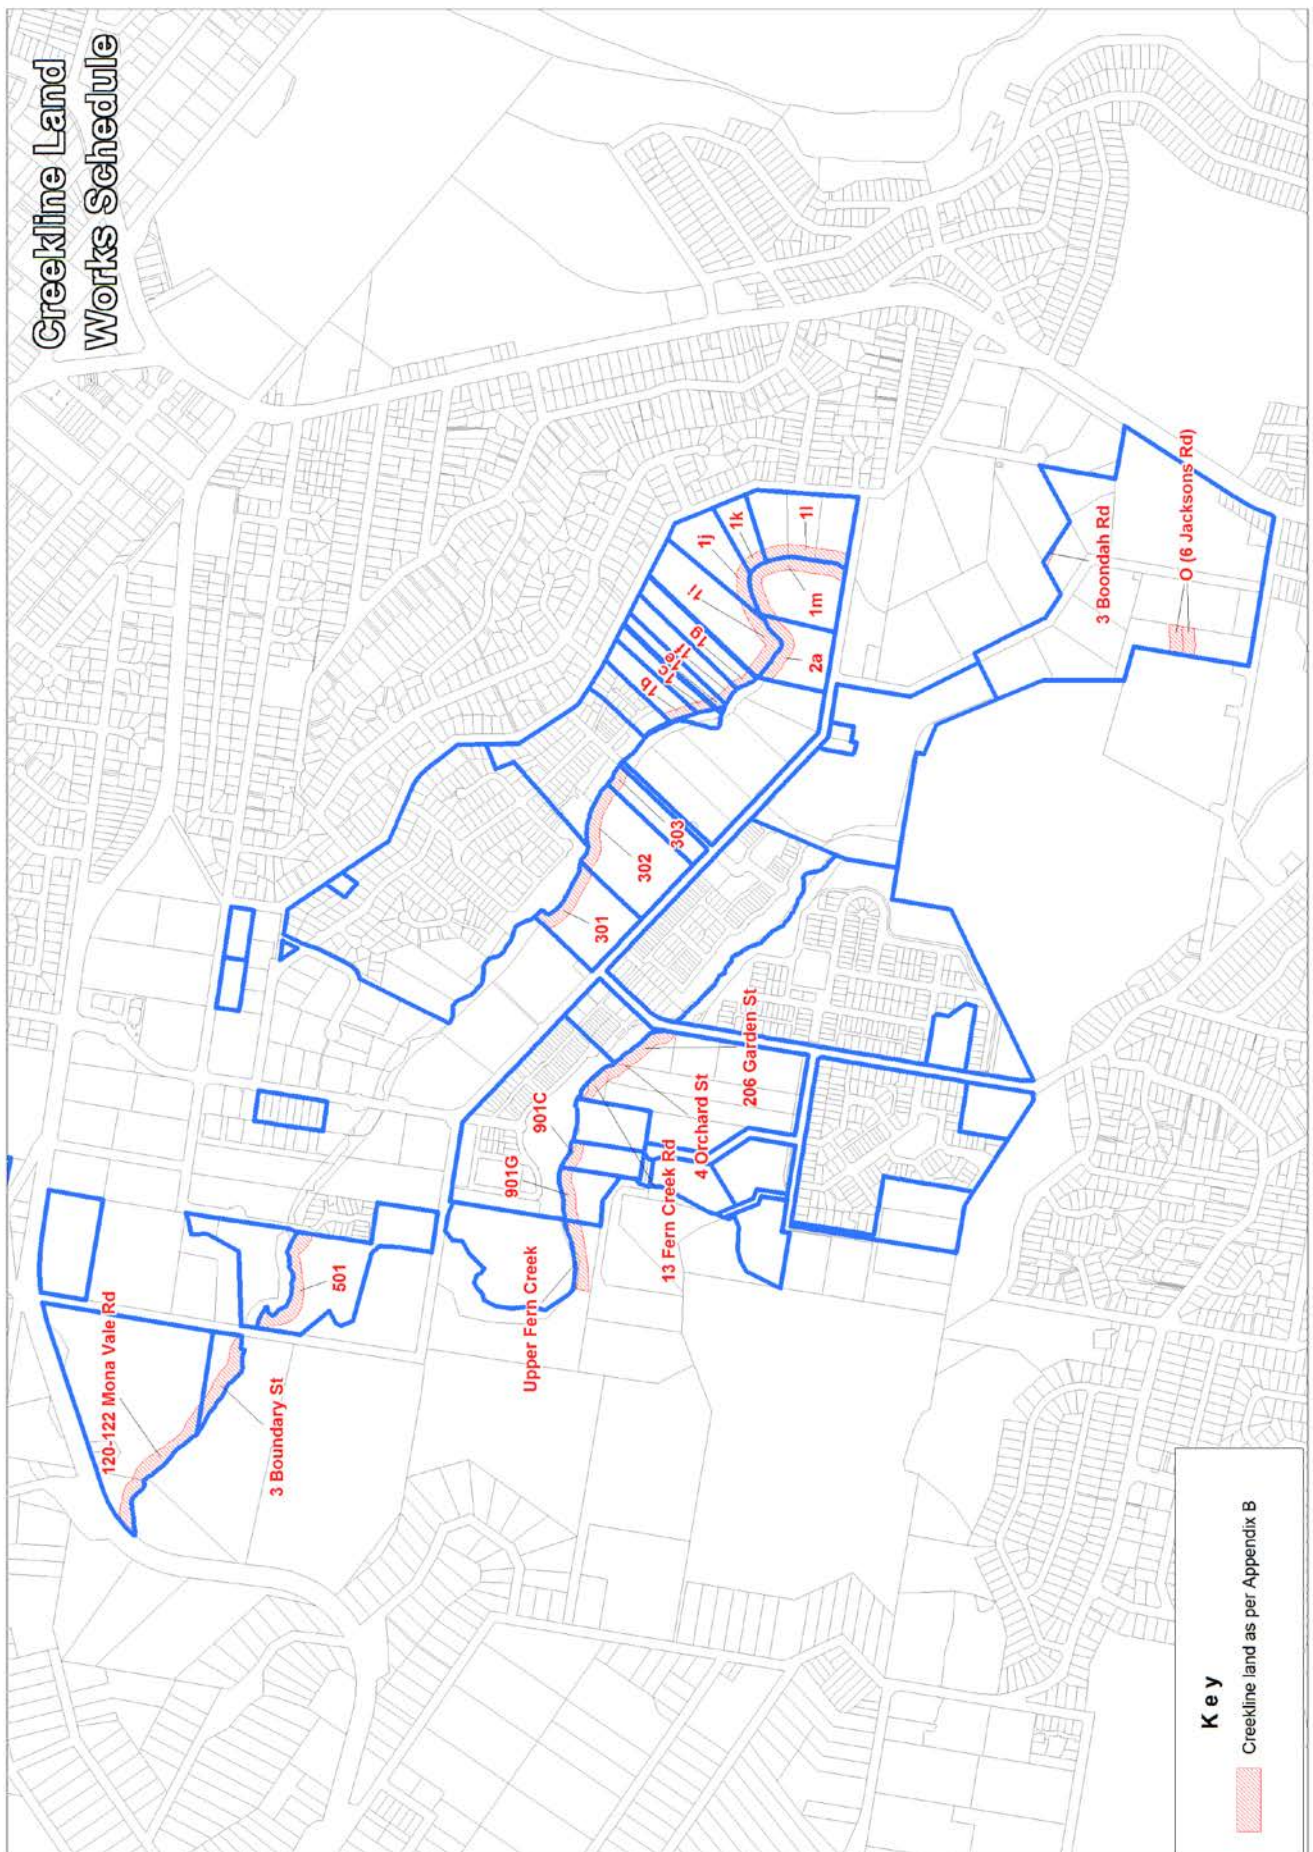 Creekline Land
Works Schedule
120-122 Mona Vale Rd
3 Boundary St
501
Upper Fern Creek
901G
901C
13 Fern Creek Rd
4 Orchard St
206 Garden St
301
302
303
1b
1c
1g
1i
1j
1k
1l
1m
2a
3 Boondah Rd
O (6 Jacksons Rd)
Key
Creekline land as per Appendix B